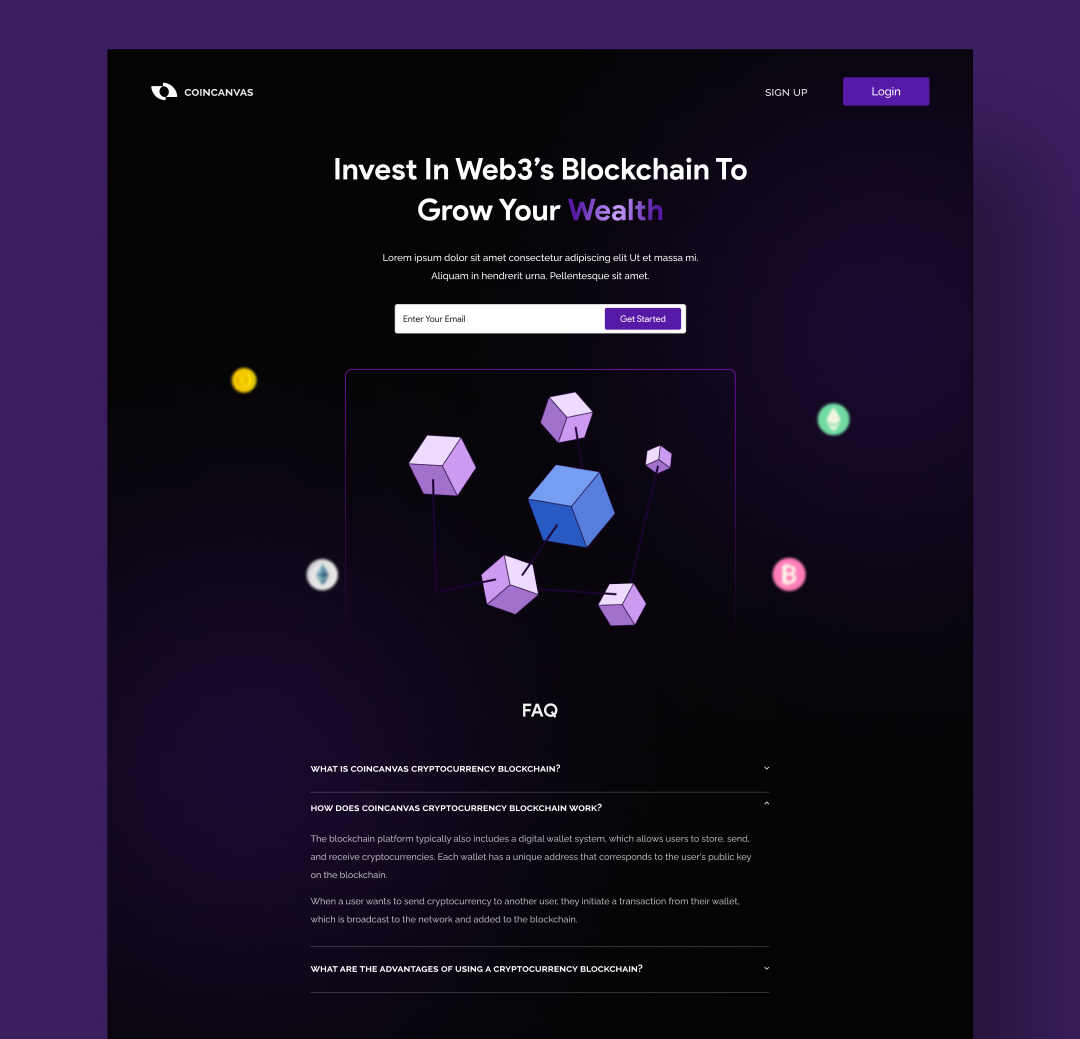 COINCANVAS
SIGN UP
Login
Invest In Web3’s Blockchain To
Grow Your Wealth
Lorem ipsum dolor sit amet consectetur adipiscing elit Ut et massa mi.
Aliquam in hendrerit urna. Pellentesque sit amet.
Enter Your Email
Get Started
B
FAQ
WHAT IS COINCANVAS CRYPTOCURRENCY BLOCKCHAIN?
HOW DOES COINCANVAS CRYPTOCURRENCY BLOCKCHAIN WORK?
The blockchain platform typically also includes a digital wallet system, which allows users to store, send,
and receive cryptocurrencies. Each wallet has a unique address that corresponds to the user's public key
on the blockchain.
When a user wants to send cryptocurrency to another user, they initiate a transaction from their wallet,
which is broadcast to the network and added to the blockchain.
WHAT ARE THE ADVANTAGES OF USING A CRYPTOCURRENCY BLOCKCHAIN?